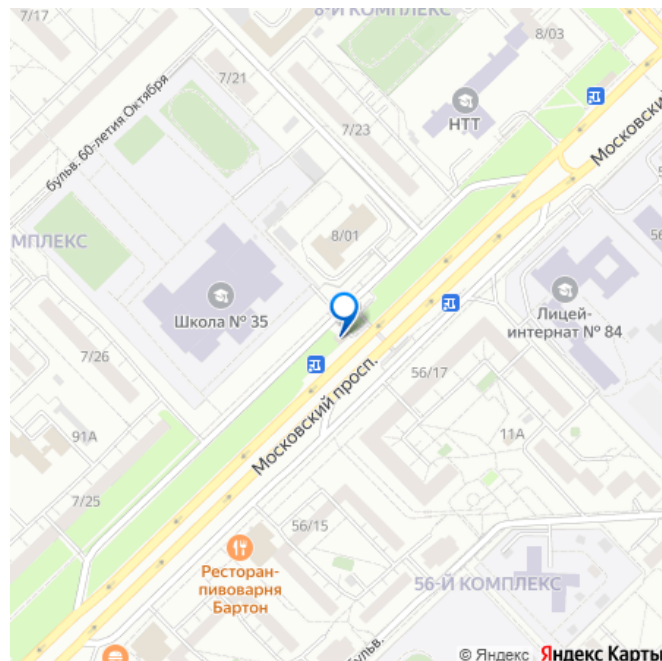 8-Й КОМПЛЕКС
7/17
8/03
7/21
бульв. 60-летия Октября
НТТ
7/23
Московский
МПЛЕКС
8/01
56
Школа № 35
Лицей-
интернат № 84
7/26
56/17
Московский просп.
91А
11А
7/25
56/15
Ресторан-
пивоварня
Бартон
56-Й КОМПЛЕКС
бульв.
© Яндекс Яндекс Карты